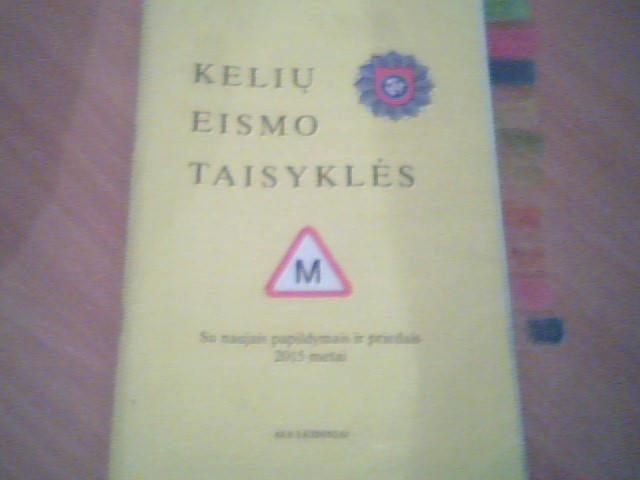 KELIŲ
EISMO
TAISYKLĖS
M
Su naujais papildymais ir priedais
2015 metai